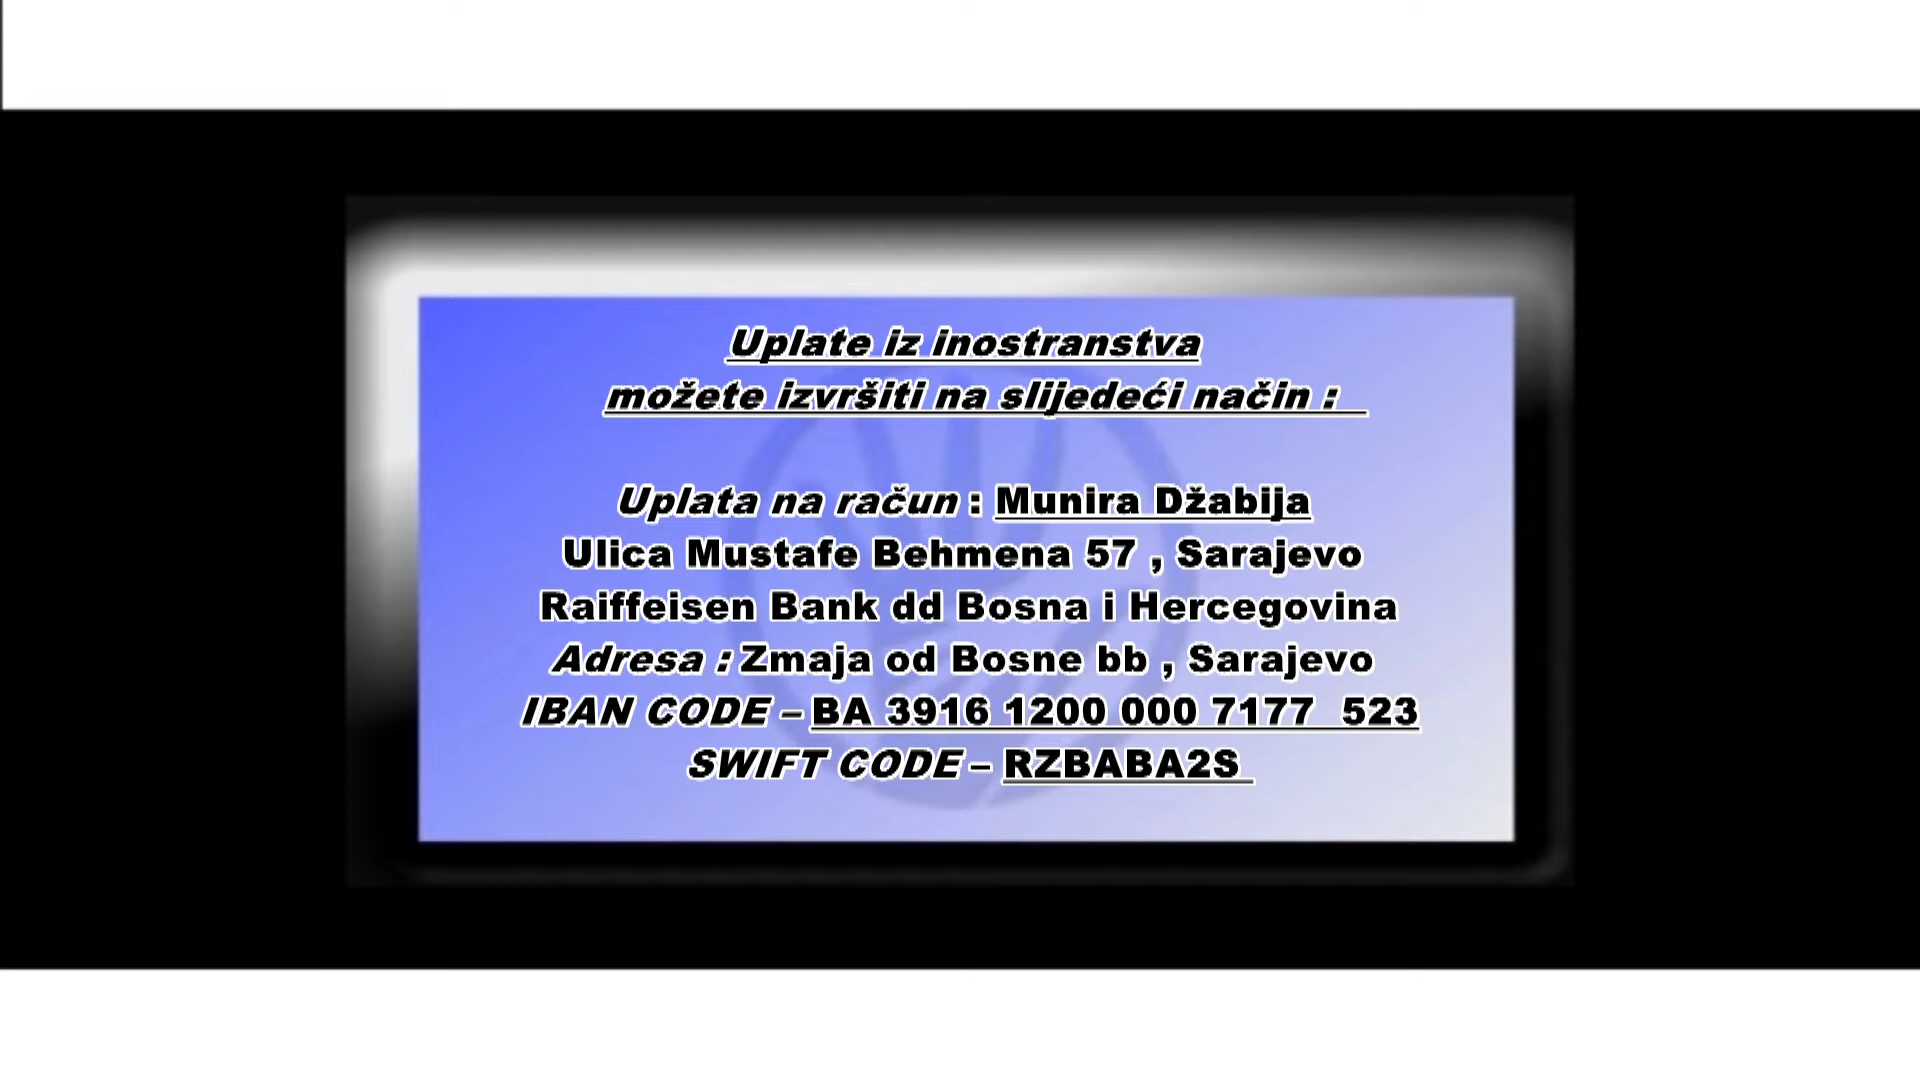 Uplate iz inostranstva
možete izvršiti na slijedeći način :
Uplata na račun : Munira Džabija
Ulica Mustafe Behmena 57 , Sarajevo
Raiffeisen Bank dd Bosna i Hercegovina
Adresa : Zmaja od Bosne bb , Sarajevo
IBAN CODE – BA 3916 1200 000 7177  523
SWIFT CODE – RZBABA2S